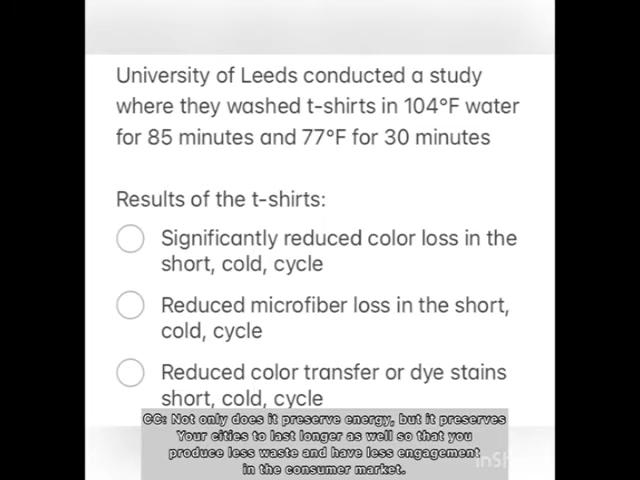 University of Leeds conducted a study
where they washed t-shirts in 104°F water
for 85 minutes and 77°F for 30 minutes
Results of the t-shirts:
Significantly reduced color loss in the
short, cold, cycle
Reduced microfiber loss in the short,
cold, cycle
Reduced color transfer or dye stains
short, cold, cycle
CC: Not only does it preserve energy, but it preserves
Your cities to last longer as well so that you
produce less waste and have less engagement
in the consumer market.